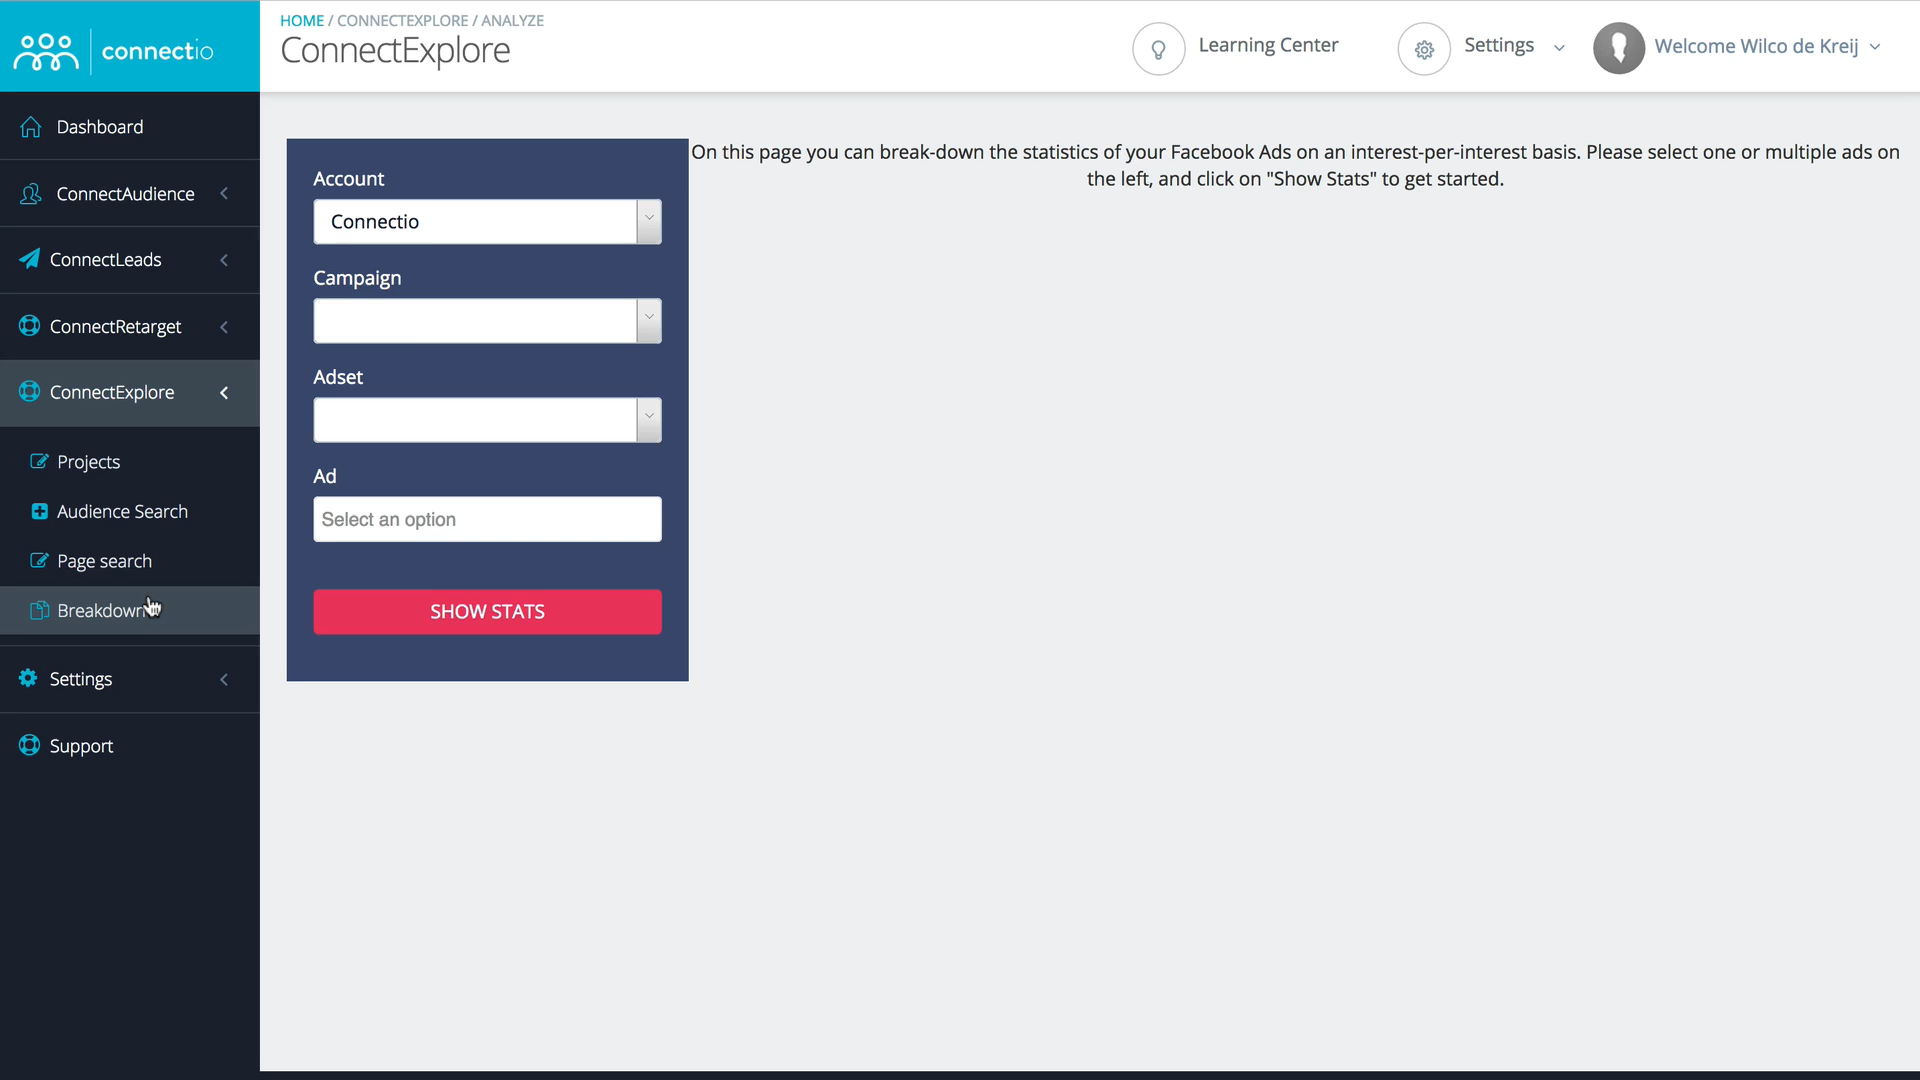 connectio
HOME / CONNECTEXPLORE / ANALYZE
ConnectExplore
Learning Center
Settings
Welcome Wilco de Kreij
Dashboard
ConnectAudience
ConnectLeads
ConnectRetarget
ConnectExplore
Projects
Audience Search
Page search
Breakdown
Settings
Support
Account
Connectio
Campaign
Adset
Ad
Select an option
SHOW STATS
On this page you can break-down the statistics of your Facebook Ads on an interest-per-interest basis. Please select one or multiple ads on
the left, and click on "Show Stats" to get started.